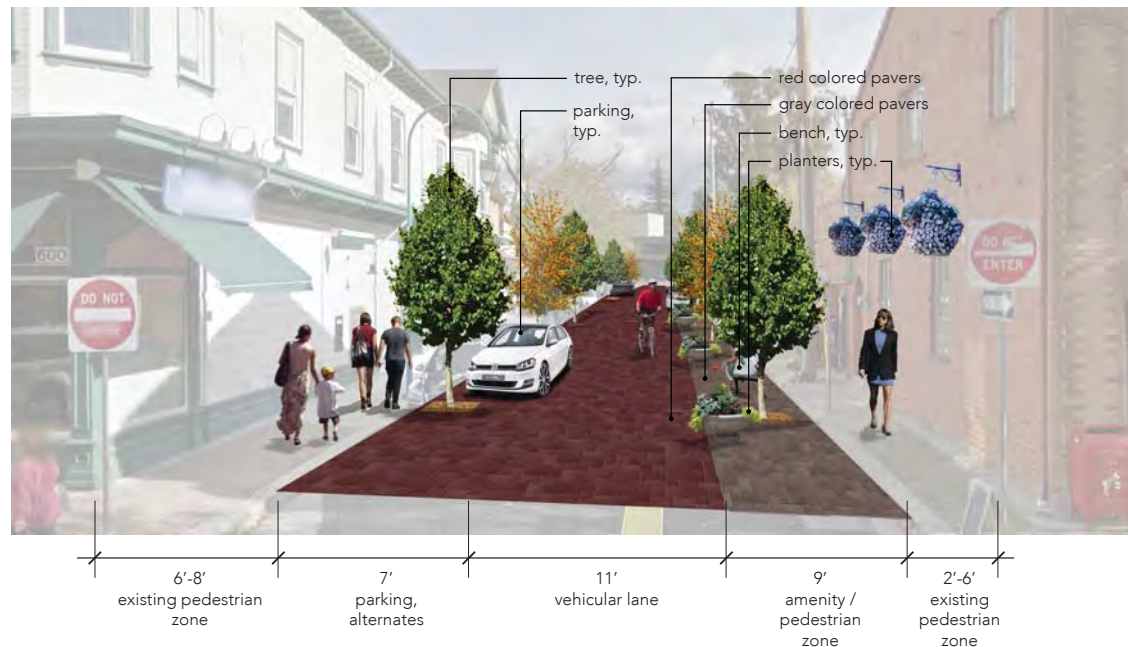 tree, typ.
parking,
typ.
red colored pavers
gray colored pavers
bench, typ.
planters, typ.
600
DO NOT
DO NOT
ENTER
6'-8'
existing pedestrian
zone
7'
parking,
alternates
11'
vehicular lane
9'
amenity /
pedestrian
zone
2'-6'
existing
pedestrian
zone